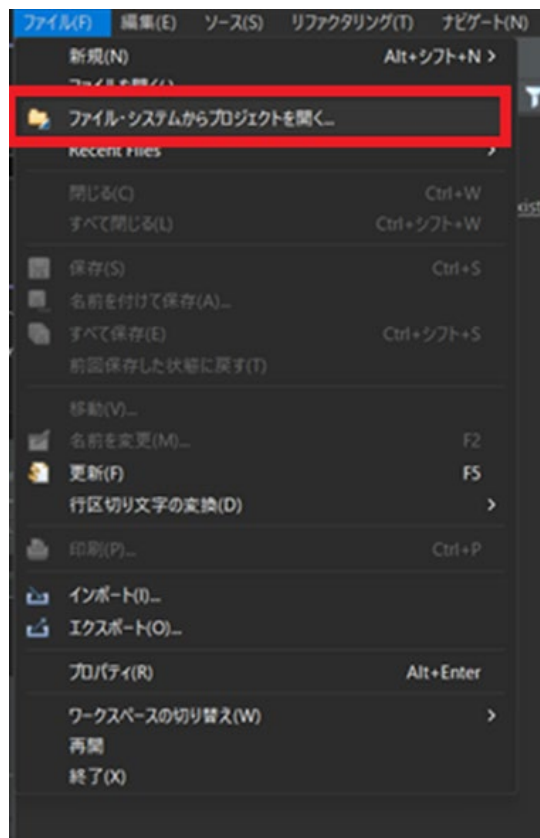 ファイル(F) 編集(E) ソース(S) リファクタリング(T) ナビゲート(N)
新規(N) Alt+シフト+N >
ファイル・システムからプロジェクトを開く...
Recent Files >
閉じる(C) Ctrl+W
すべて閉じる(L) Ctrl+シフト+W
保存(S) Ctrl+S
名前を付けて保存(A)...
すべて保存(E) Ctrl+シフト+S
前回保存した状態に戻す(T)
移動(V)...
名前を変更(M)... F2
更新(F) F5
行区切り文字の変換(D) >
印刷(P)... Ctrl+P
インポート(I)...
エクスポート(O)...
プロパティ(R) Alt+Enter
ワークスペースの切り替え(W) >
再開
終了(X)